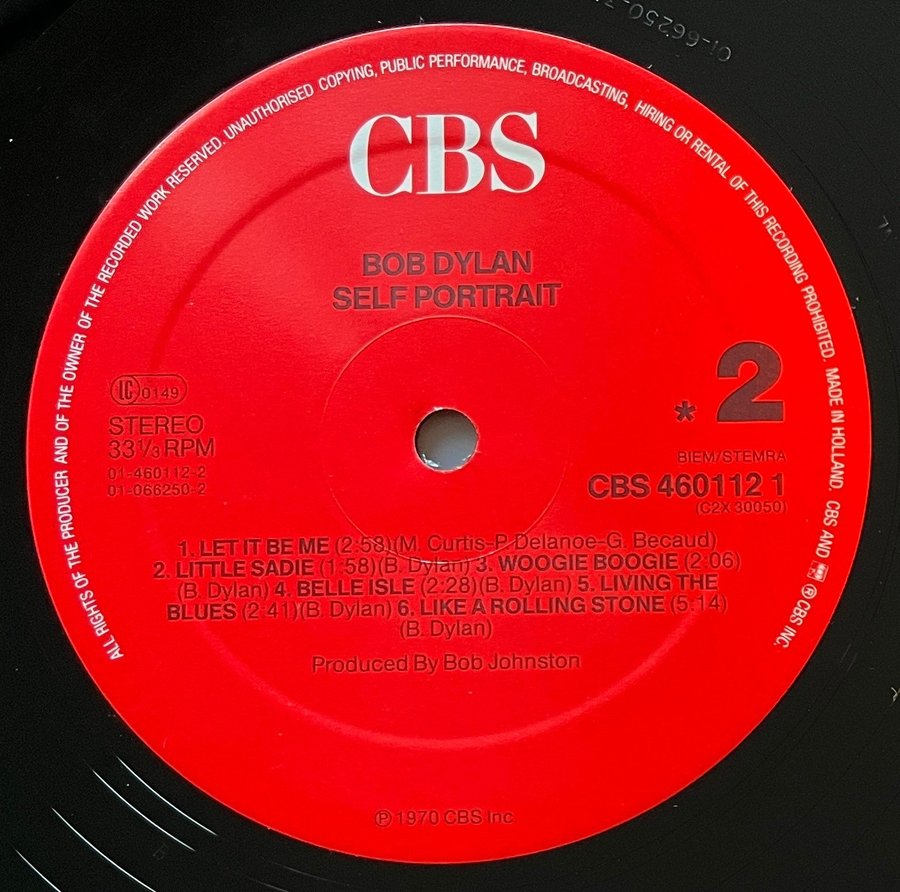 01-66250-
ALL RIGHTS OF THE PRODUCER AND OF THE OWNER OF THE RECORDED WORK RESERVED. UNAUTHORISED COPYING, PUBLIC PERFORMANCE, BROADCASTING, HIRING OR RENTAL OF THIS RECORDING PROHIBITED. MADE IN HOLLAND. CBS AND ® CBS INC.
CBS
BOB DYLAN
SELF PORTRAIT
LC 0149
STEREO
33 1/3 RPM
01-460112-2
01-066250-2
* 2
BIEM/STEMRA
CBS 460112 1
(C2X 30050)
1. LET IT BE ME (2:58)(M. Curtis-P. Delanoe-G. Becaud)
2. LITTLE SADIE (1:58)(B. Dylan) 3. WOOGIE BOOGIE (2:06)
(B. Dylan) 4. BELLE ISLE (2:28)(B. Dylan) 5. LIVING THE
BLUES (2:41)(B. Dylan) 6. LIKE A ROLLING STONE (5:14)
(B. Dylan)
Produced By Bob Johnston
℗ 1970 CBS Inc